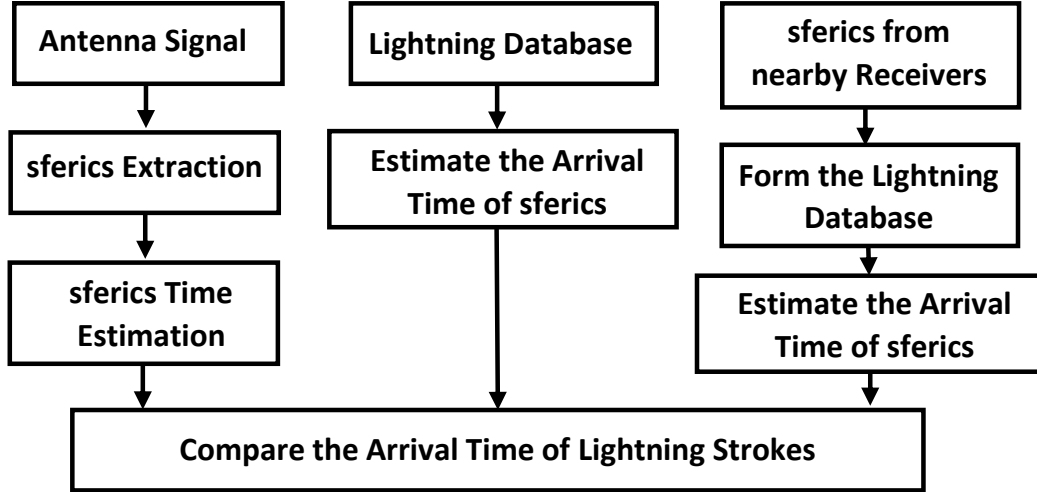 Antenna Signal
sferics Extraction
sferics Time
Estimation
Lightning Database
Estimate the Arrival
Time of sferics
sferics from
nearby Receivers
Form the Lightning
Database
Estimate the Arrival
Time of sferics
Compare the Arrival Time of Lightning Strokes